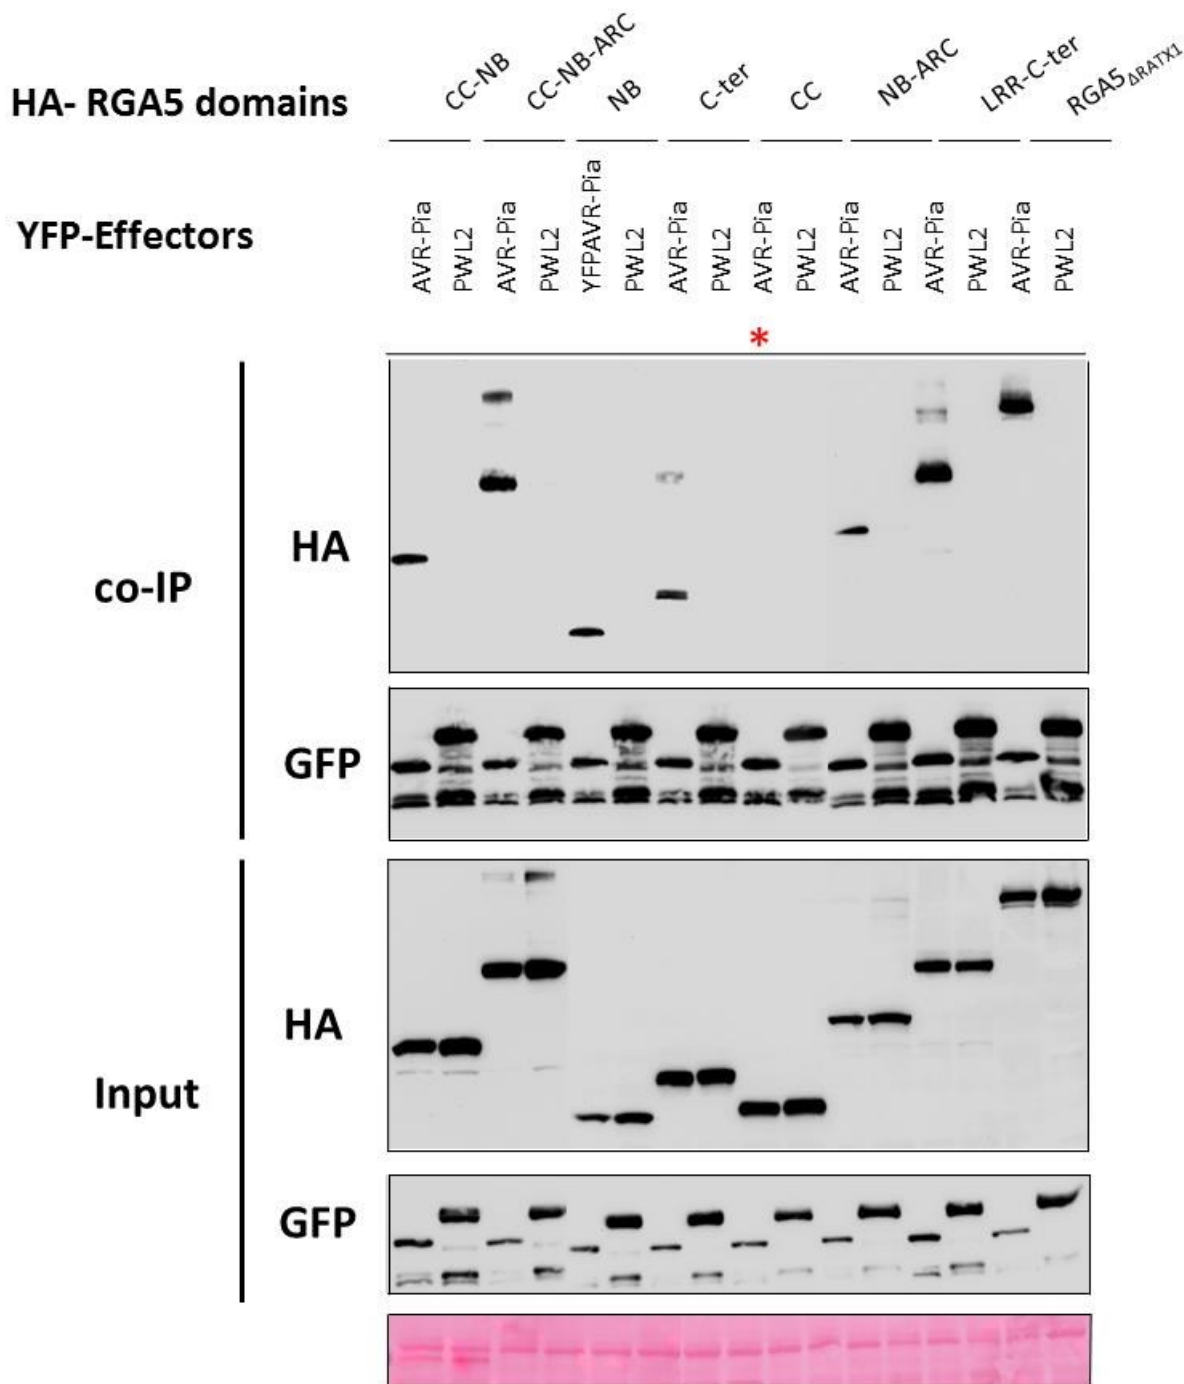 HA- RGA5 domains
CC-NB
CC-NB-ARC
NB
C-ter
CC
NB-ARC
LRR-C-ter
RGA5ΔRATX1
YFP-Effectors
AVR-Pia
PWL2
AVR-Pia
PWL2
YFPAVR-Pia
PWL2
AVR-Pia
PWL2
AVR-Pia
PWL2
AVR-Pia
PWL2
AVR-Pia
PWL2
AVR-Pia
PWL2
*
co-IP
HA
GFP
Input
HA
GFP